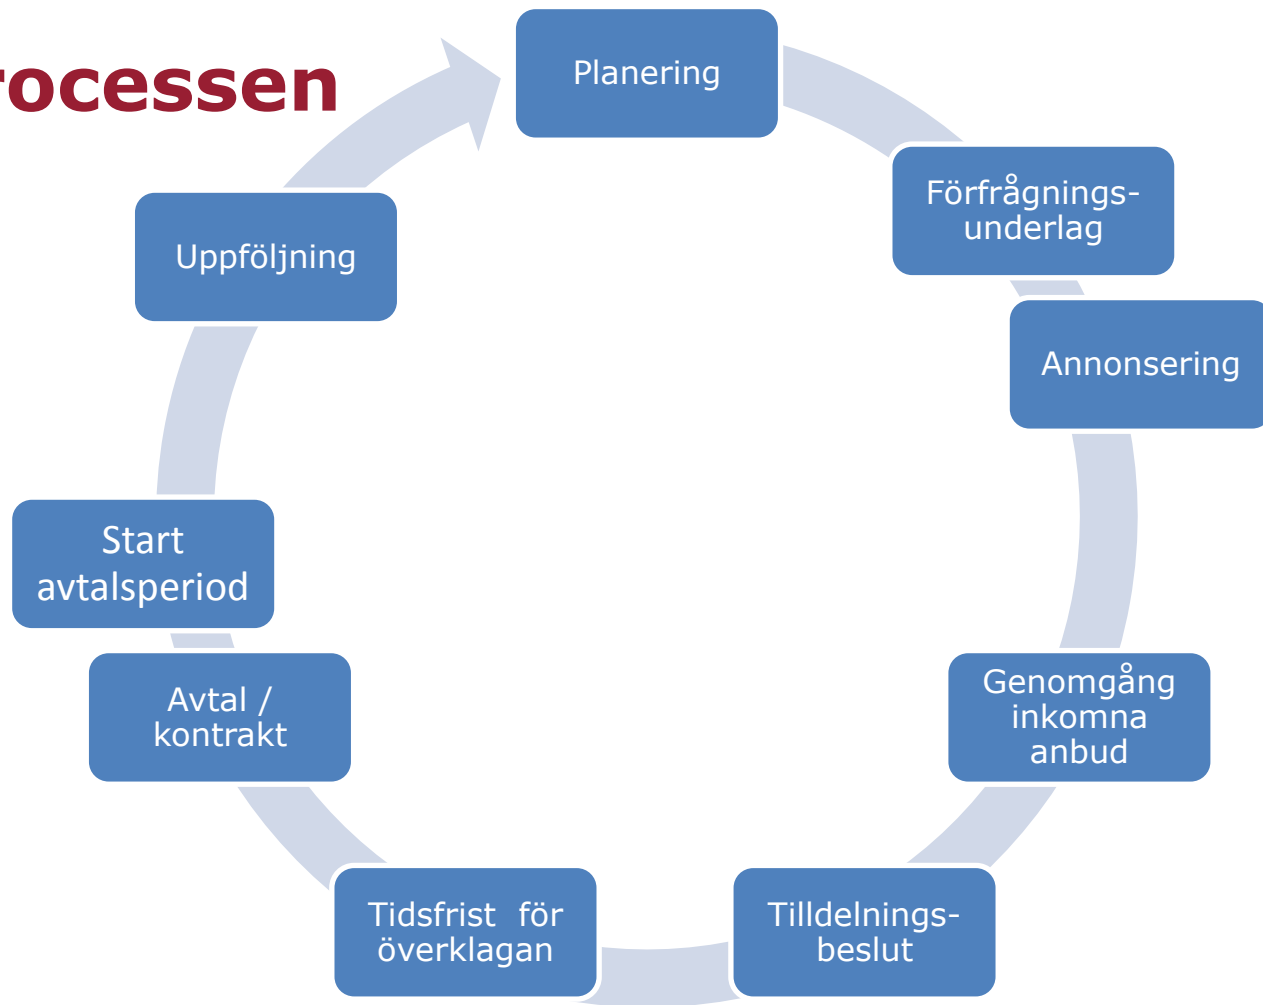 rocessen
Planering
Förfrågnings-
underlag
Annonsering
Genomgång
inkomna
anbud
Tilldelnings-
beslut
Tidsfrist för
överklagan
Avtal /
kontrakt
Start
avtalsperiod
Uppföljning